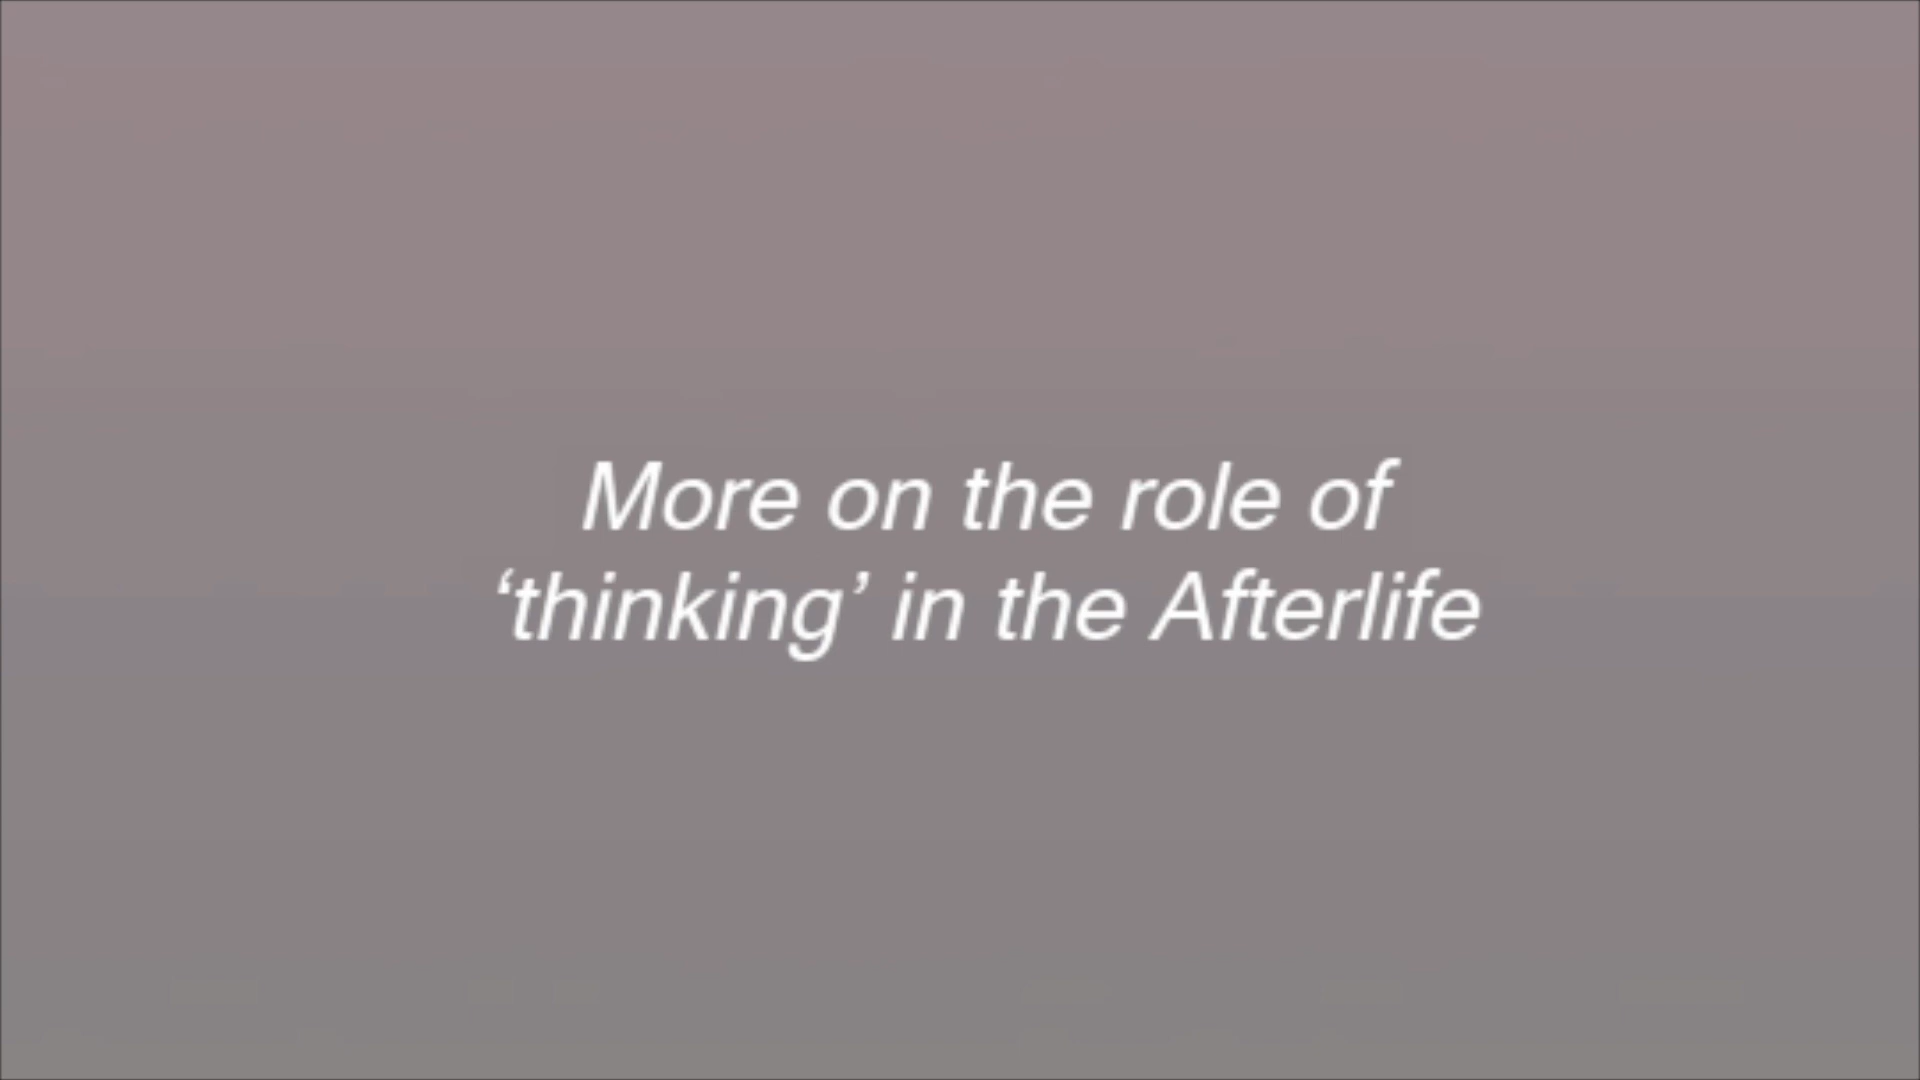 More on the role of
‘thinking’ in the Afterlife